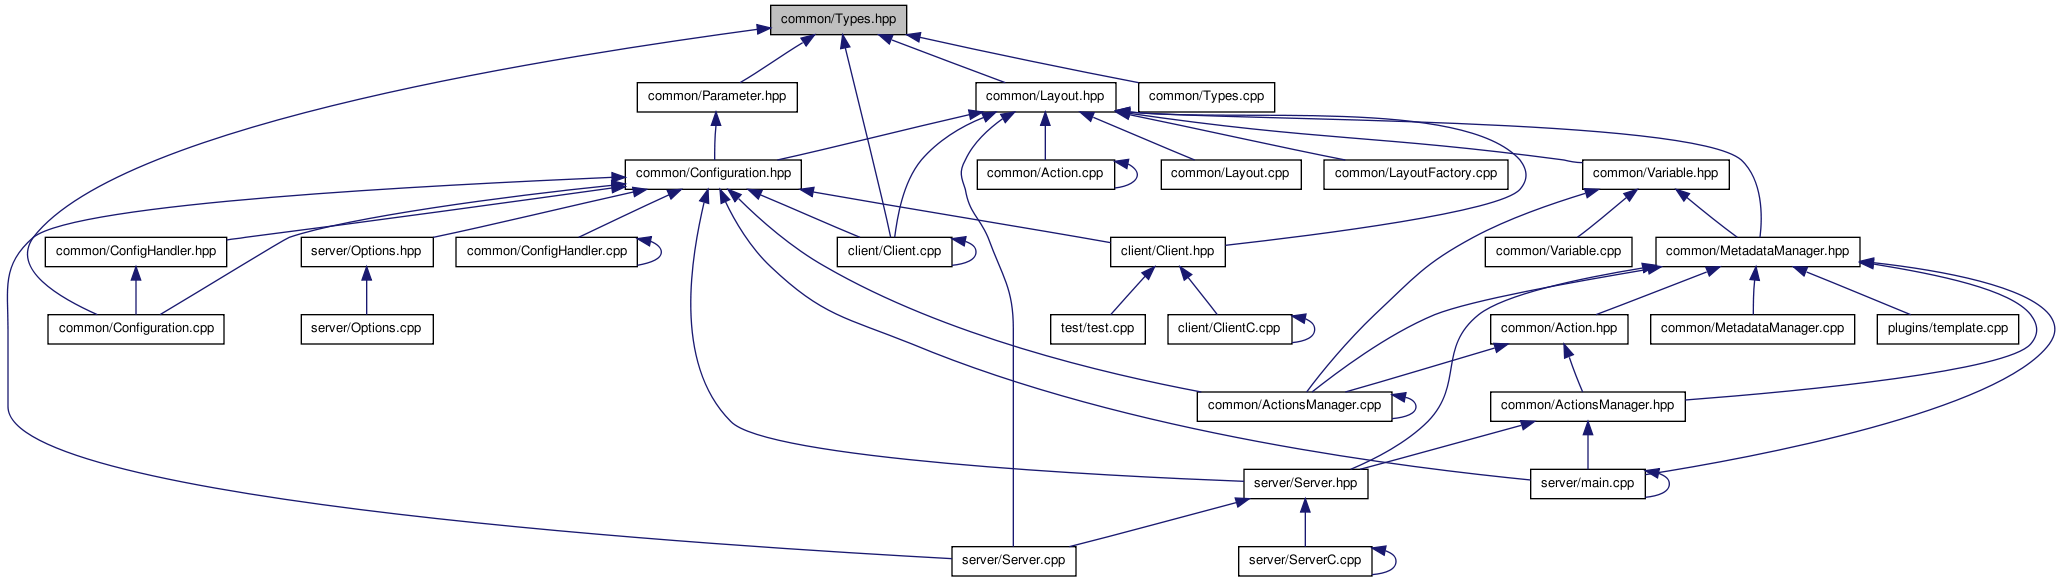 common/Types.hpp
common/Parameter.hpp
common/Layout.hpp
common/Types.cpp
common/Configuration.hpp
common/Action.cpp
common/Layout.cpp
common/LayoutFactory.cpp
common/Variable.hpp
common/ConfigHandler.hpp
server/Options.hpp
common/ConfigHandler.cpp
client/Client.cpp
client/Client.hpp
common/Variable.cpp
common/MetadataManager.hpp
common/Configuration.cpp
server/Options.cpp
test/test.cpp
client/ClientC.cpp
common/Action.hpp
common/MetadataManager.cpp
plugins/template.cpp
common/ActionsManager.cpp
common/ActionsManager.hpp
server/Server.hpp
server/main.cpp
server/Server.cpp
server/ServerC.cpp